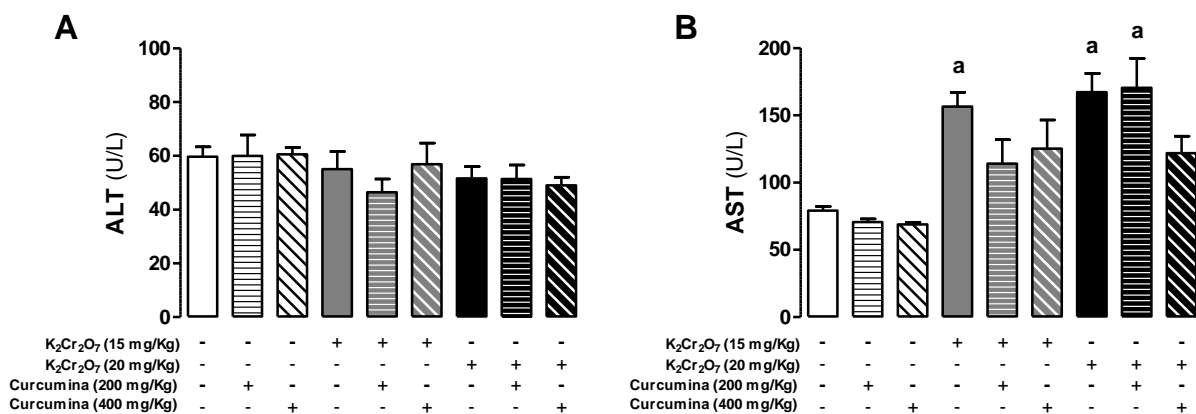 A
B
100
80
60
40
20
0
ALT (U/L)
200
150
100
50
0
AST (U/L)
a
a
a
K₂Cr₂O₇ (15 mg/Kg) - - - + + + - - -
K₂Cr₂O₇ (20 mg/Kg) - - - - - - + + +
Curcumina (200 mg/Kg) - + - - + - - + -
Curcumina (400 mg/Kg) - - + - - + - - +
K₂Cr₂O₇ (15 mg/Kg) - - - + + + - - -
K₂Cr₂O₇ (20 mg/Kg) - - - - - - + + +
Curcumina (200 mg/Kg) - + - - + - - + -
Curcumina (400 mg/Kg) - - + - - + - - +